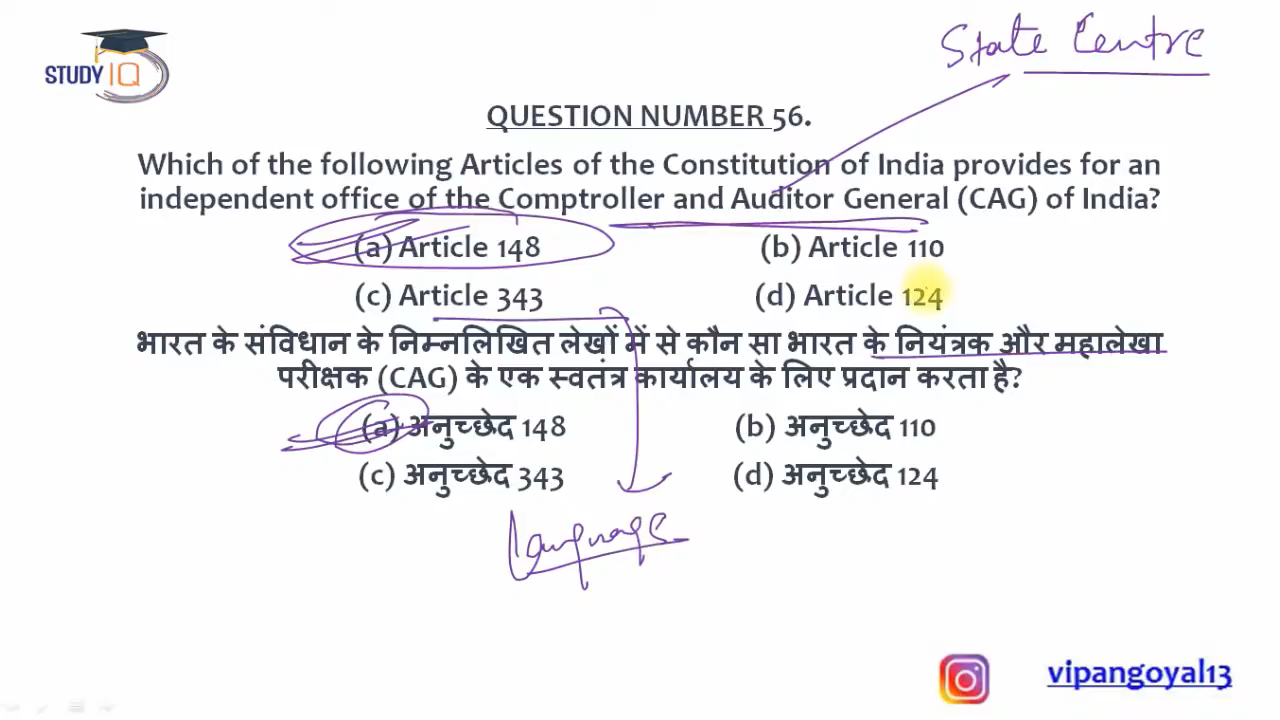 State Centre
STUDY IQ
QUESTION NUMBER 56.
Which of the following Articles of the Constitution of India provides for an
independent office of the Comptroller and Auditor General (CAG) of India?
(a) Article 148 (b) Article 110
(c) Article 343 (d) Article 124
भारत के संविधान के निम्नलिखित लेखों में से कौन सा भारत के नियंत्रक और महालेखा
परीक्षक (CAG) के एक स्वतंत्र कार्यालय के लिए प्रदान करता है?
(a) अनुच्छेद 148 (b) अनुच्छेद 110
(c) अनुच्छेद 343 (d) अनुच्छेद 124
Language
vipangoyal13